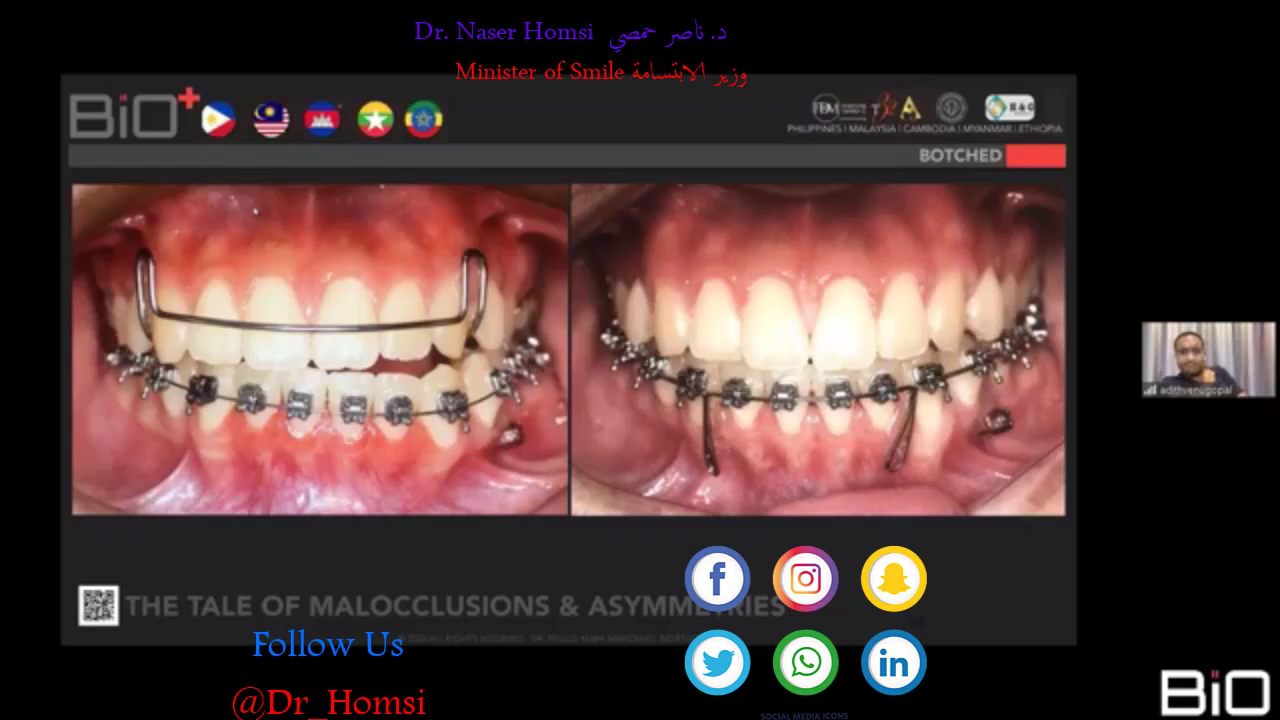 Dr. Naser Homsi د. ناصر حمصي
Minister of Smile وزير الابتسامة
BiO+
PHILIPPINES | MALAYSIA | CAMBODIA | MYANMAR | ETHIOPIA
BOTCHED
adithvenugopal
THE TALE OF MALOCCLUSIONS & ASYMMETRIES
Follow Us
@Dr_Homsi
SOCIAL MEDIA ICONS
BiO